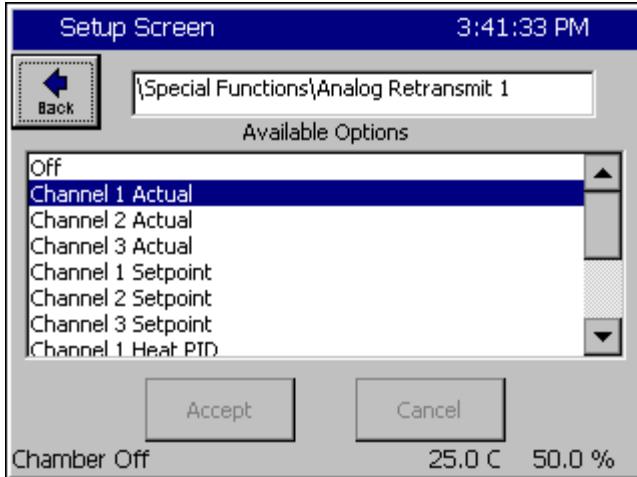 Setup Screen 3:41:33 PM
Back
\Special Functions\Analog Retransmit 1
Available Options
Off
Channel 1 Actual
Channel 2 Actual
Channel 3 Actual
Channel 1 Setpoint
Channel 2 Setpoint
Channel 3 Setpoint
Channel 1 Heat PID
Accept Cancel
Chamber Off 25.0 C 50.0 %